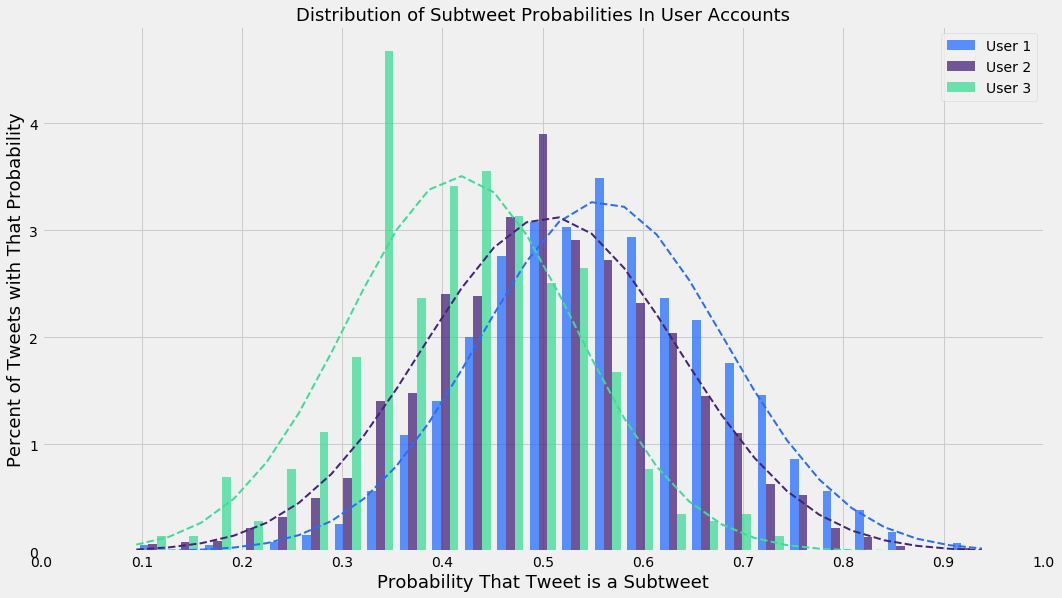 Distribution of Subtweet Probabilities In User Accounts
User 1
User 2
User 3
Percent of Tweets with That Probability
4
3
2
1
0
0.0 0.1 0.2 0.3 0.4 0.5 0.6 0.7 0.8 0.9 1.0
Probability That Tweet is a Subtweet